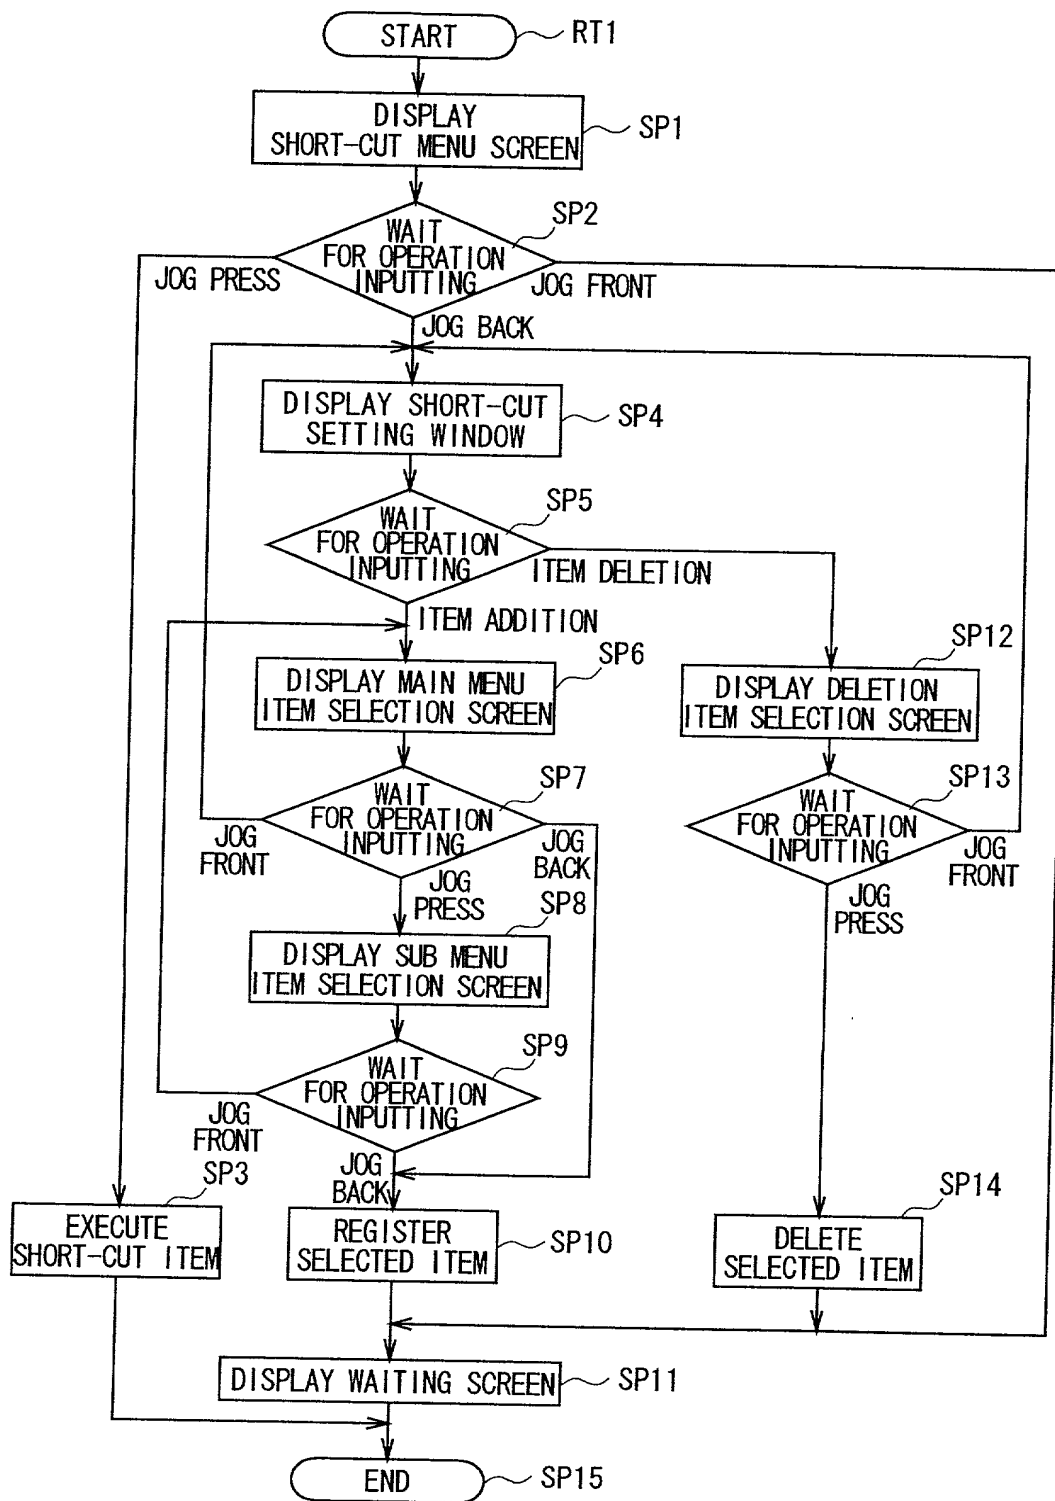 START
RT1
DISPLAY
SHORT-CUT MENU SCREEN
SP1
WAIT
FOR OPERATION
INPUTTING
SP2
JOG PRESS
JOG FRONT
JOG BACK
DISPLAY SHORT-CUT
SETTING WINDOW
SP4
WAIT
FOR OPERATION
INPUTTING
SP5
ITEM DELETION
ITEM ADDITION
DISPLAY MAIN MENU
ITEM SELECTION SCREEN
SP6
DISPLAY DELETION
ITEM SELECTION SCREEN
SP12
WAIT
FOR OPERATION
INPUTTING
SP7
JOG
FRONT
JOG
BACK
JOG
PRESS
WAIT
FOR OPERATION
INPUTTING
SP13
JOG
FRONT
JOG
PRESS
DISPLAY SUB MENU
ITEM SELECTION SCREEN
SP8
WAIT
FOR OPERATION
INPUTTING
SP9
JOG
FRONT
JOG
BACK
EXECUTE
SHORT-CUT ITEM
SP3
REGISTER
SELECTED ITEM
SP10
DELETE
SELECTED ITEM
SP14
DISPLAY WAITING SCREEN
SP11
END
SP15